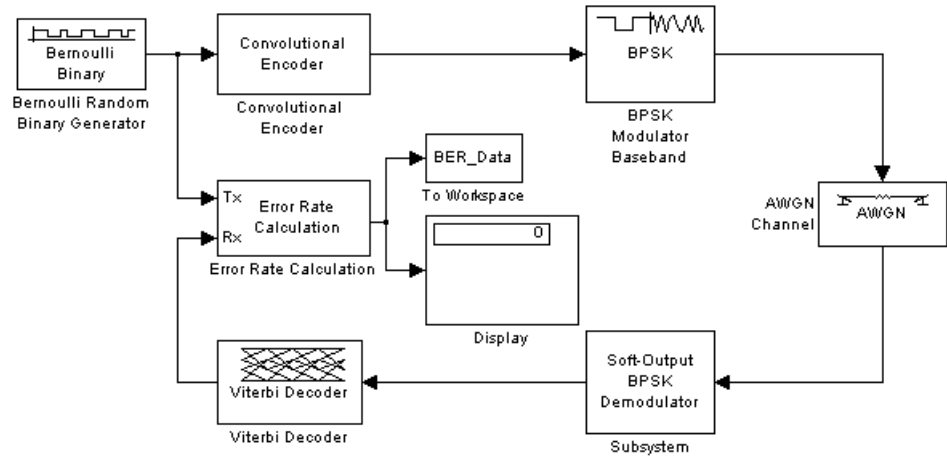 Bernoulli
Binary
Bernoulli Random
Binary Generator
Convolutional
Encoder
Convolutional
Encoder
BPSK
BPSK
Modulator
Baseband
BER_Data
To Workspace
Tx
Rx
Error Rate
Calculation
Error Rate Calculation
AWGN
Channel
AWGN
0
Display
Viterbi Decoder
Viterbi Decoder
Soft-Output
BPSK
Demodulator
Subsystem